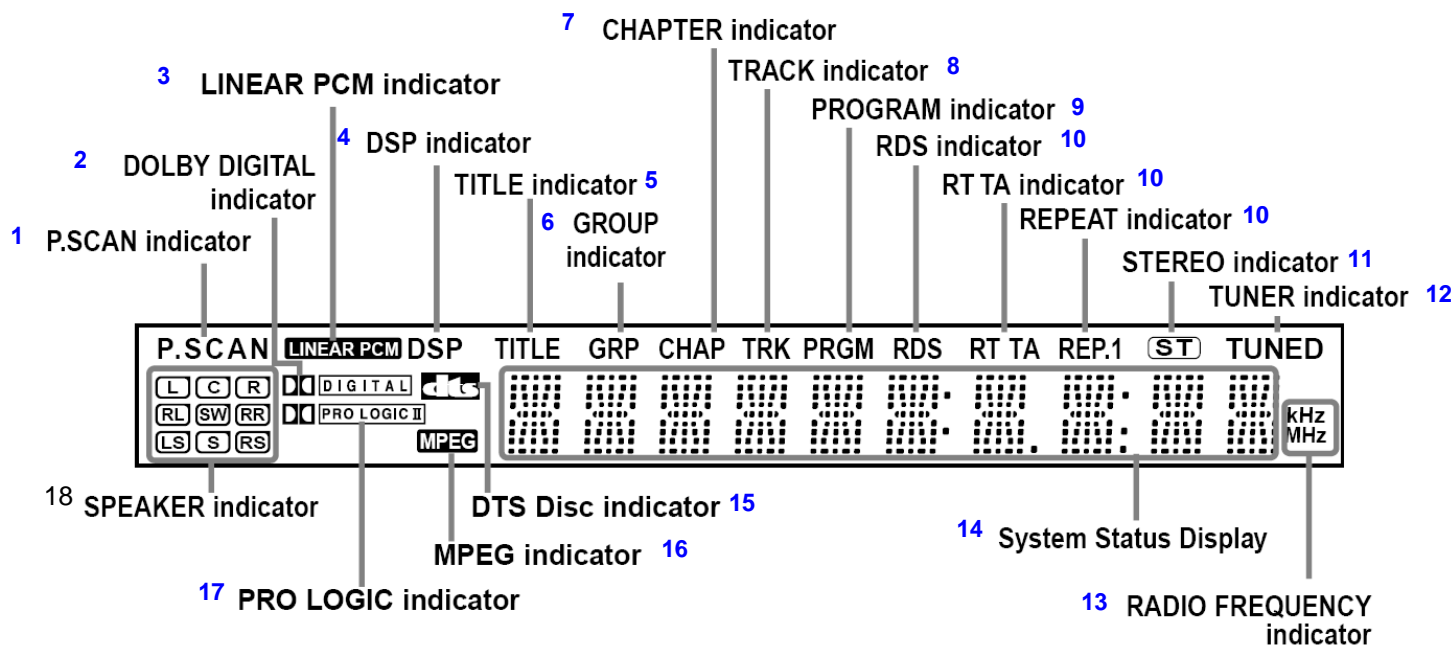 7 CHAPTER indicator
TRACK indicator 8
3 LINEAR PCM indicator
PROGRAM indicator 9
4 DSP indicator
RDS indicator 10
2 DOLBY DIGITAL
indicator
TITLE indicator 5
RT TA indicator 10
6 GROUP
indicator
REPEAT indicator 10
1 P.SCAN indicator
STEREO indicator 11
TUNER indicator 12
P.SCAN LINEAR PCM DSP TITLE GRP CHAP TRK PRGM RDS RT TA REP.1 ST TUNED
L C R DIGITAL dts
RL SW RR PRO LOGIC II
LS S RS MPEG
kHz
MHz
18 SPEAKER indicator
DTS Disc indicator 15
14 System Status Display
MPEG indicator 16
17 PRO LOGIC indicator
13 RADIO FREQUENCY
indicator